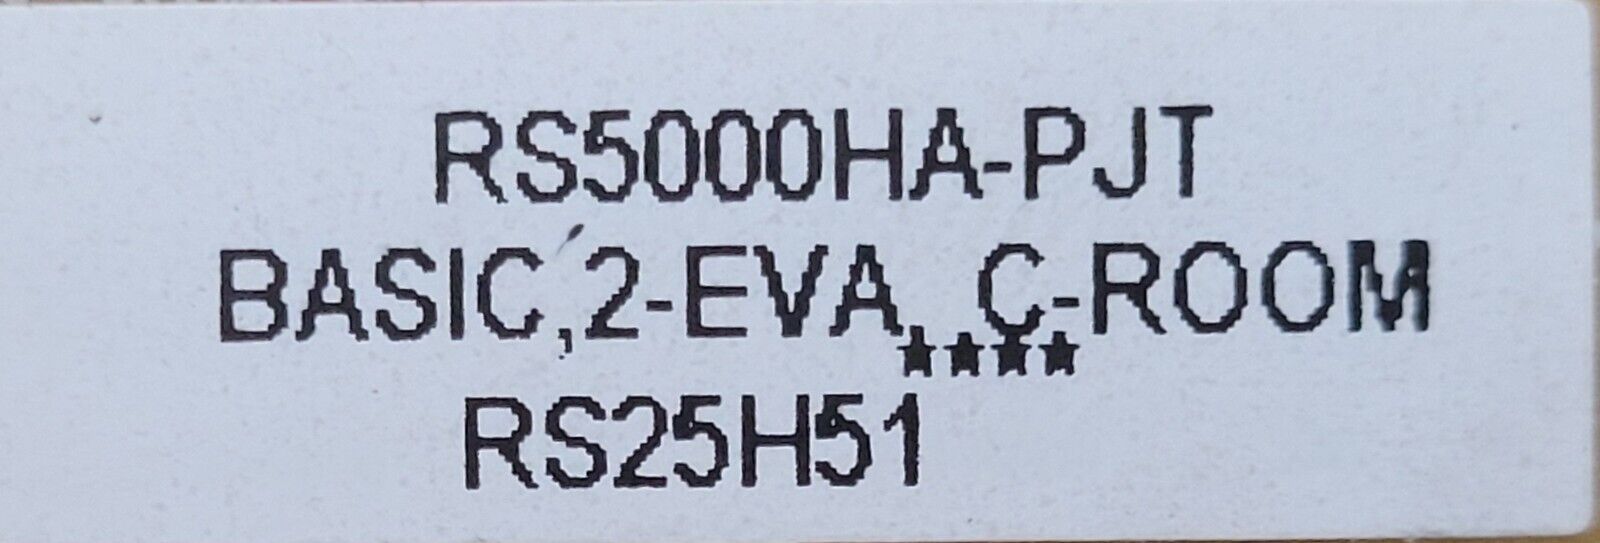 RS5000HA-PJT
BASIC,2-EVA, C-ROOM
RS25H51****